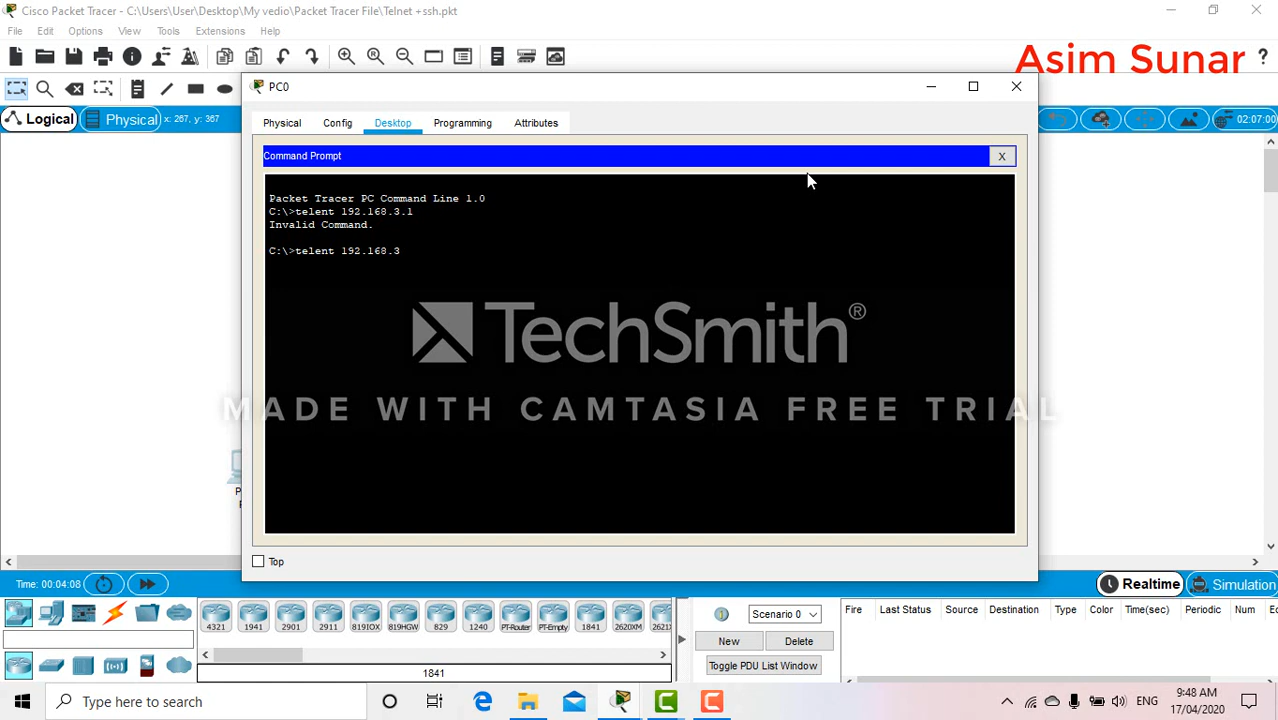 Cisco Packet Tracer - C:\Users\User\Desktop\My vedio\Packet Tracer File\Telnet +ssh.pkt
File Edit Options View Tools Extensions Help
Asim Sunar
?
PC0
Logical Physical x: 267, y: 367 02:07:00
Physical Config Desktop Programming Attributes
Command Prompt X
Packet Tracer PC Command Line 1.0
C:\>telent 192.168.3.1
Invalid Command.
C:\>telent 192.168.3
TechSmith®
MADE WITH CAMTASIA FREE TRIAL
Top
Time: 00:04:08 Realtime Simulation
4321 1941 2901 2911 819IOX 819HGW 829 1240 PT-Router PT-Empty 1841 2620XM
1841
Scenario 0
New Delete
Toggle PDU List Window
Fire Last Status Source Destination Type Color Time(sec) Periodic Num
Type here to search
ENG
9:48 AM
17/04/2020